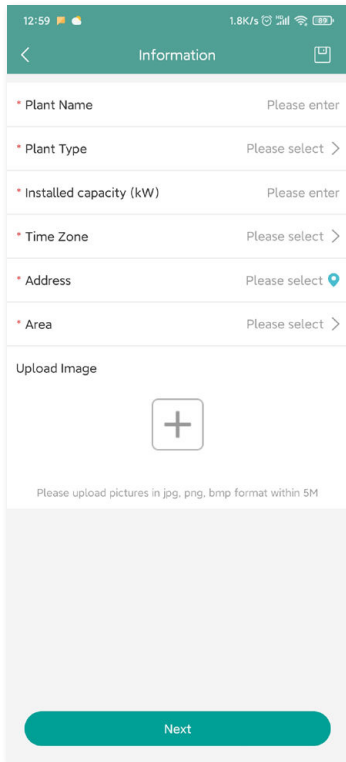 12:59 1.8K/s 89
Information
* Plant Name Please enter
* Plant Type Please select
* Installed capacity (kW) Please enter
* Time Zone Please select
* Address Please select
* Area Please select
Upload Image
Please upload pictures in jpg, png, bmp format within 5M
Next